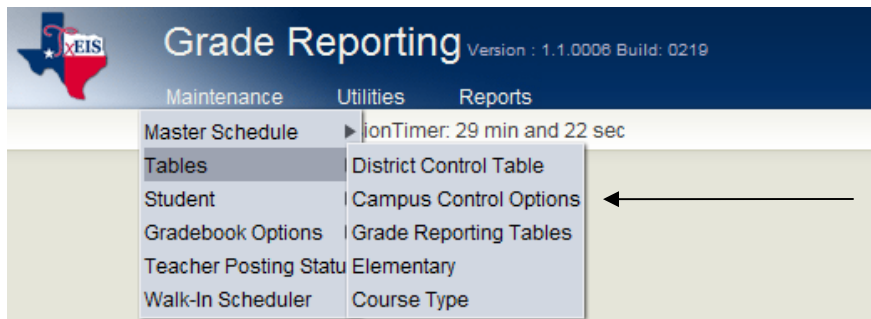 TxEIS
Grade Reporting Version : 1.1.0006 Build: 0219
Maintenance Utilities Reports
Master Schedule
ionTimer: 29 min and 22 sec
Tables
District Control Table
Student
Campus Control Options
Gradebook Options
Grade Reporting Tables
Teacher Posting Statu
Elementary
Walk-In Scheduler
Course Type